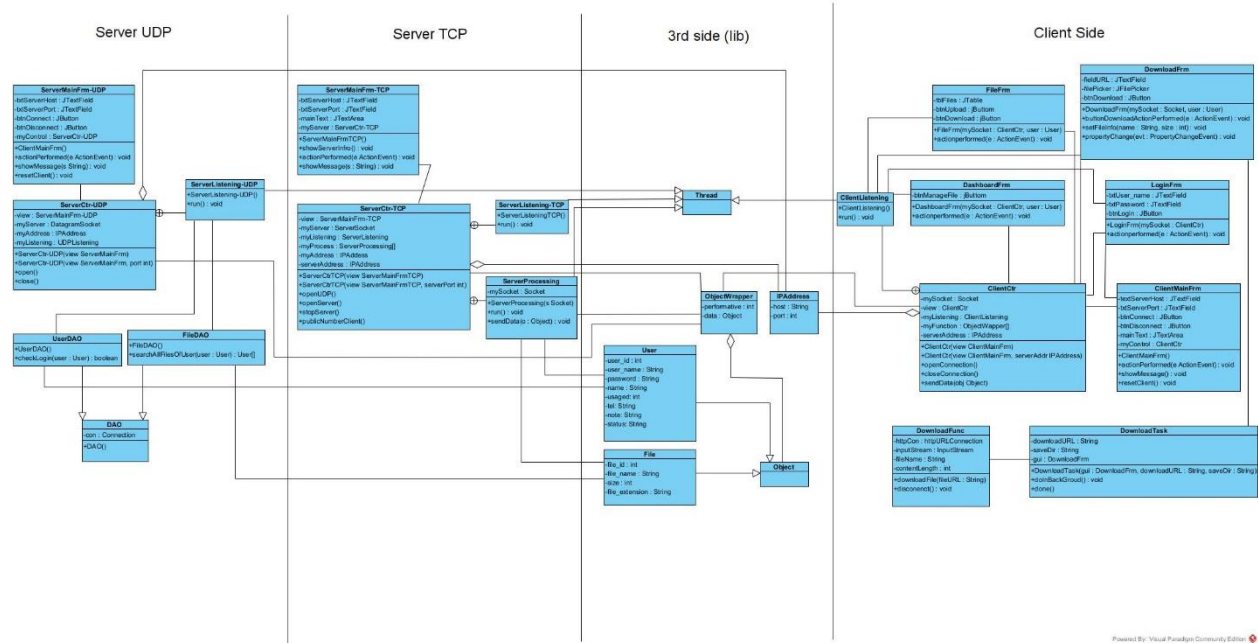 Server UDP
Server TCP
3rd side (lib)
Client Side
ServerMainFrm-UDP
-txtServerHost : JTextField
-txtServerPort : JTextField
-btnConnect : JButton
-btnDisconnect : JButton
-myControl : ServerCtr-UDP
+ClientMainFrm()
+actionPerformed(e ActionEvent) : void
+showMessage(s String) : void
+resetClient() : void
ServerListening-UDP
+ServerListening-UDP()
+run() : void
ServerCtr-UDP
-view : ServerMainFrm-UDP
-myServer : DatagramSocket
-myAddress : IPAddress
-myListening : UDPListening
+ServerCtr-UDP(view ServerMainFrm)
+ServerCtr-UDP(view ServerMainFrm, port int)
+open()
+close()
UserDAO
+UserDAO()
+checkLogin(user : User) : boolean
FileDAO
+FileDAO()
+searchAllFilesOfUser(user : User) : User[]
DAO
-con : Connection
+DAO()
ServerMainFrm-TCP
-txtServerHost : JTextField
-txtServerPort : JTextField
-mainText : JTextArea
-myServer : ServerCtr-TCP
+ServerMainFrmTCP()
+showServerInfo() : void
+actionPerformed(e ActionEvent) : void
+showMessage(s : String) : void
ServerCtr-TCP
-view : ServerMainFrm-TCP
-myServer : ServerSocket
-myListening : ServerListening
-myProcess : ServerProcessing[]
-myAddress : IPAddess
-serverAddress : IPAddress
+ServerCtrTCP(view ServerMainFrmTCP)
+ServerCtrTCP(view ServerMainFrmTCP, serverPort int)
+openUDP()
+openServer()
+stopServer()
+publicNumberClient()
ServerListening-TCP
+ServerListeningTCP()
+run() : void
ServerProcessing
-mySocket : Socket
+ServerProcessing(s Socket)
+run() : void
+sendData(o : Object) : void
Thread
ObjectWrapper
-performative : int
-data : Object
IPAddress
-host : String
-port : int
User
-user_id : int
-user_name : String
-password : String
-name : String
-usaged: int
-tel: String
-note: String
-status: String
File
-file_id : int
-file_name : String
-size : int
-file_extension : String
Object
FileFrm
-tblFiles : JTable
-btnUpload : jButtom
-btnDownload : jButton
+FileFrm(mySocket : ClientCtr, user : User)
+actionperformed(e : ActionEvent) : void
DownloadFrm
-fieldURL : JTextField
-filePicker : JFilePicker
-btnDownload : JButton
+DownloadFrm(mySocket : Socket, user : User)
+buttonDownloadActionPerformed(e : ActionEvent) : void
+setFileInfo(name : String, size : int) : void
+propertyChange(evt : PropertyChangeEvent) : void
ClientListening
+ClientListening()
+run() : void
DashboardFrm
-btnManageFile : jButtom
+DashboardFrm(mySocket : ClientCtr, user : User)
+actionperformed(e : ActionEvent) : void
LoginFrm
-txtUser_name : JTextField
-txtPassword : JTextField
-btnLogin : JButton
+LoginFrm(mySocket : ClientCtr)
+actionperformed(e : ActionEvent) : void
ClientCtr
-mySocket : Socket
-view : ClientCtr
-myListening : ClientListening
-myFunction : ObjectWapper[]
-serverAddress : IPAddress
+ClientCtr(view ClientMainFrm)
+ClientCtr(view ClientMainFrm, serverAddr IPAddress)
+openConnection()
+closeConnection()
+sendData(obj Object)
ClientMainFrm
-textServerHost : JTextField
-txtServerPort : JTextField
-btnConnect : JButton
-btnDisconnect : JButton
-mainText : JTextArea
-myControl : ClientCtr
+ClientMainFrm()
+actionPerformed(e ActionEvent) : void
+showMessage() : void
+resetClient() : void
DownloadFunc
-httpCon : httpURLConnection
-inputStream : InputStream
-fileName : String
-contentLength : int
+downloadFile(fileURL : String)
+disconenct() : void
DownloadTask
-downloadURL : String
-saveDir : String
-gui : DownloadFrm
+DownloadTask(gui : DownloadFrm, downloadURL : String, saveDir : String)
+doinBackGroud() : void
+done()
Powered By: Visual Paradigm Community Edition